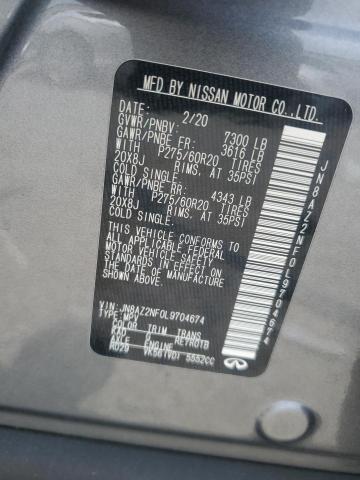 MFD BY NISSAN MOTOR CO.,LTD.
DATE: 2/20
GVWR/PNBV: 7300 LB
GAWR/PNBE FR: 3616 LB
WITH P275/60R20 TIRES
20X8J RIMS, AT 35PSI
COLD SINGLE.
GAWR/PNBE RR: 4343 LB
WITH P275/60R20 TIRES
20X8J RIMS, AT 35PSI
COLD SINGLE.
THIS VEHICLE CONFORMS TO
ALL APPLICABLE FEDERAL
MOTOR VEHICLE SAFETY
STANDARDS IN EFFECT ON
THE DATE OF MANUFACTURE
SHOWN ABOVE.
VIN:JN8AZ2NF0L9704674
TYPE:MPV
COLOR TRIM TRANS
KAD G RE7R01B
ENGINE
VK56(VD) 5552CC
JN8AZ2NF0L9704674
INFINITI